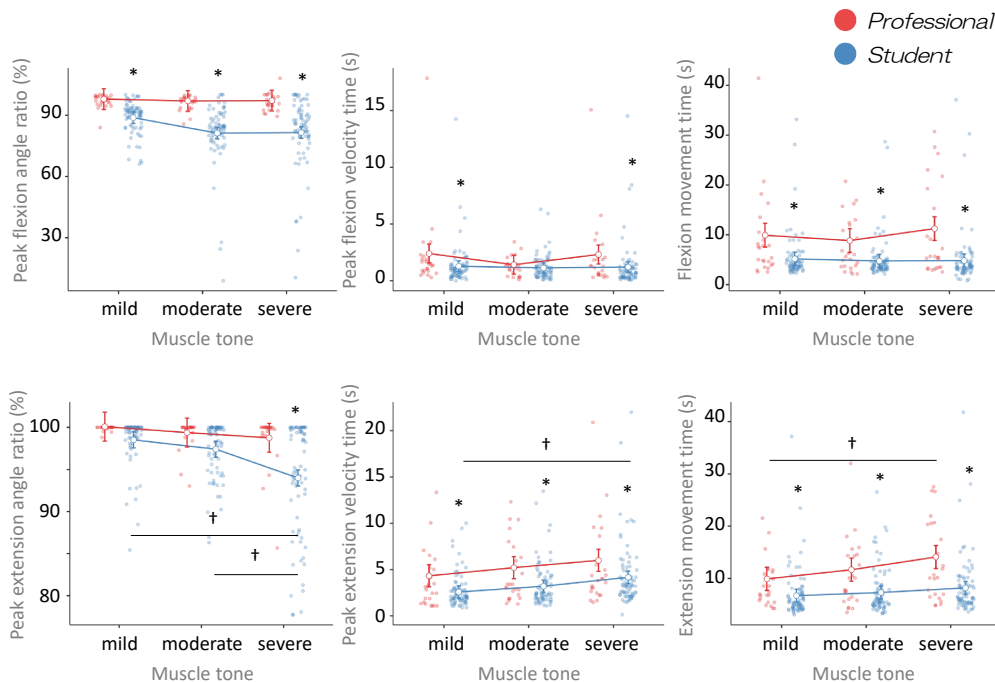 Professional
Student
Peak flexion angle ratio (%)
90
60
30
*
*
*
mild moderate severe
Muscle tone
Peak flexion velocity time (s)
15
10
5
0
*
*
mild moderate severe
Muscle tone
Flexion movement time (s)
40
30
20
10
0
*
*
*
mild moderate severe
Muscle tone
Peak extension angle ratio (%)
100
90
80
*
†
†
mild moderate severe
Muscle tone
Peak extension velocity time (s)
20
15
10
5
0
†
*
*
*
mild moderate severe
Muscle tone
Extension movement time (s)
40
30
20
10
†
*
*
*
mild moderate severe
Muscle tone